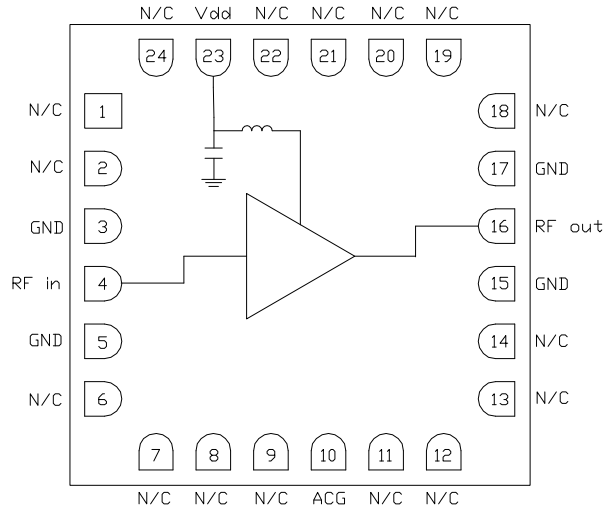 N/C Vdd N/C N/C N/C N/C
24 23 22 21 20 19
N/C 1 18 N/C
N/C 2 17 GND
GND 3 16 RF out
RF in 4 15 GND
GND 5 14 N/C
N/C 6 13 N/C
7 8 9 10 11 12
N/C N/C N/C ACG N/C N/C